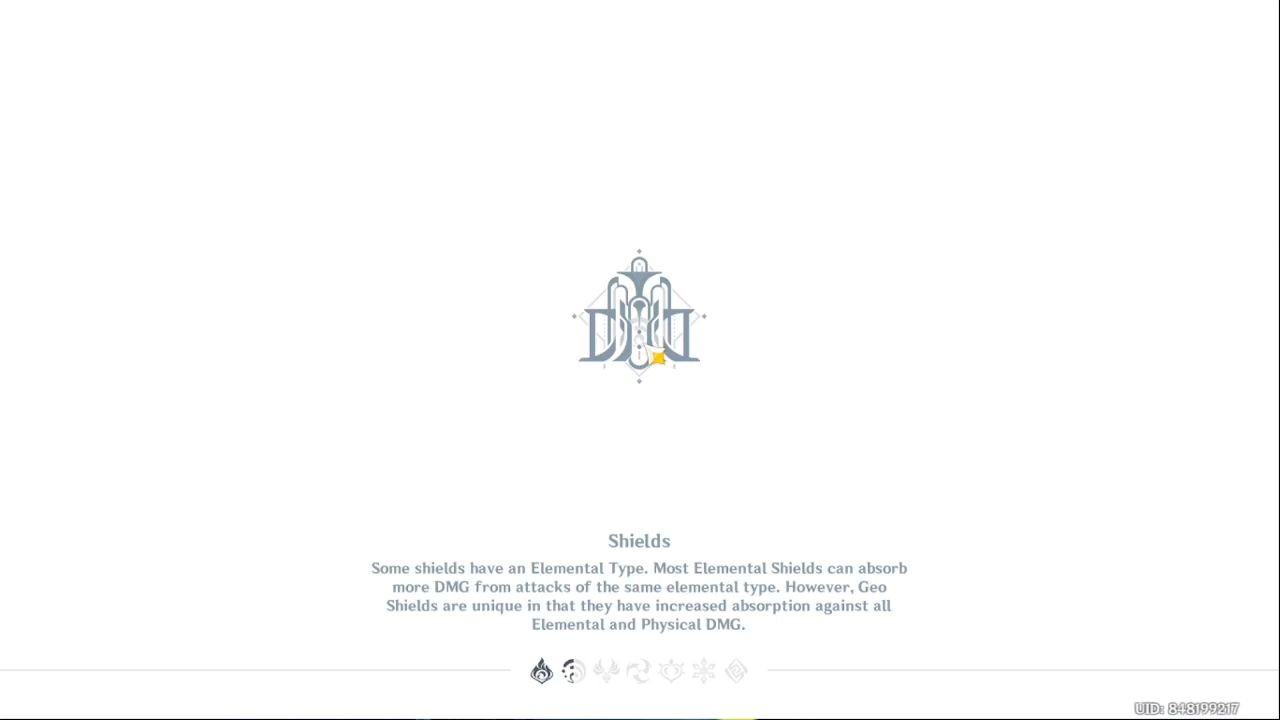 Shields
Some shields have an Elemental Type. Most Elemental Shields can absorb
more DMG from attacks of the same elemental type. However, Geo
Shields are unique in that they have increased absorption against all
Elemental and Physical DMG.
UID: 848199217